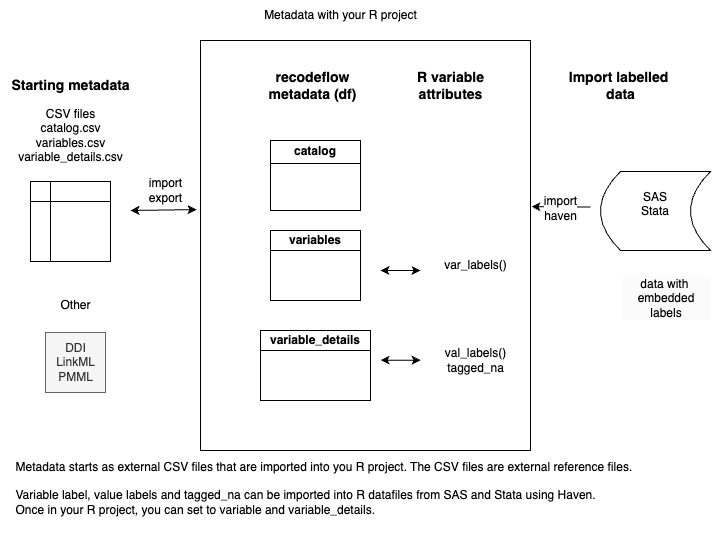 Metadata with your R project
Starting metadata
CSV files
catalog.csv
variables.csv
variable_details.csv
import
export
Other
DDI
LinkML
PMML
recodeflow
metadata (df)
R variable
attributes
catalog
variables
var_labels()
variable_details
val_labels()
tagged_na
Import labelled
data
import
haven
SAS
Stata
data with
embedded
labels
Metadata starts as external CSV files that are imported into you R project. The CSV files are external reference files.
Variable label, value labels and tagged_na can be imported into R datafiles from SAS and Stata using Haven.
Once in your R project, you can set to variable and variable_details.